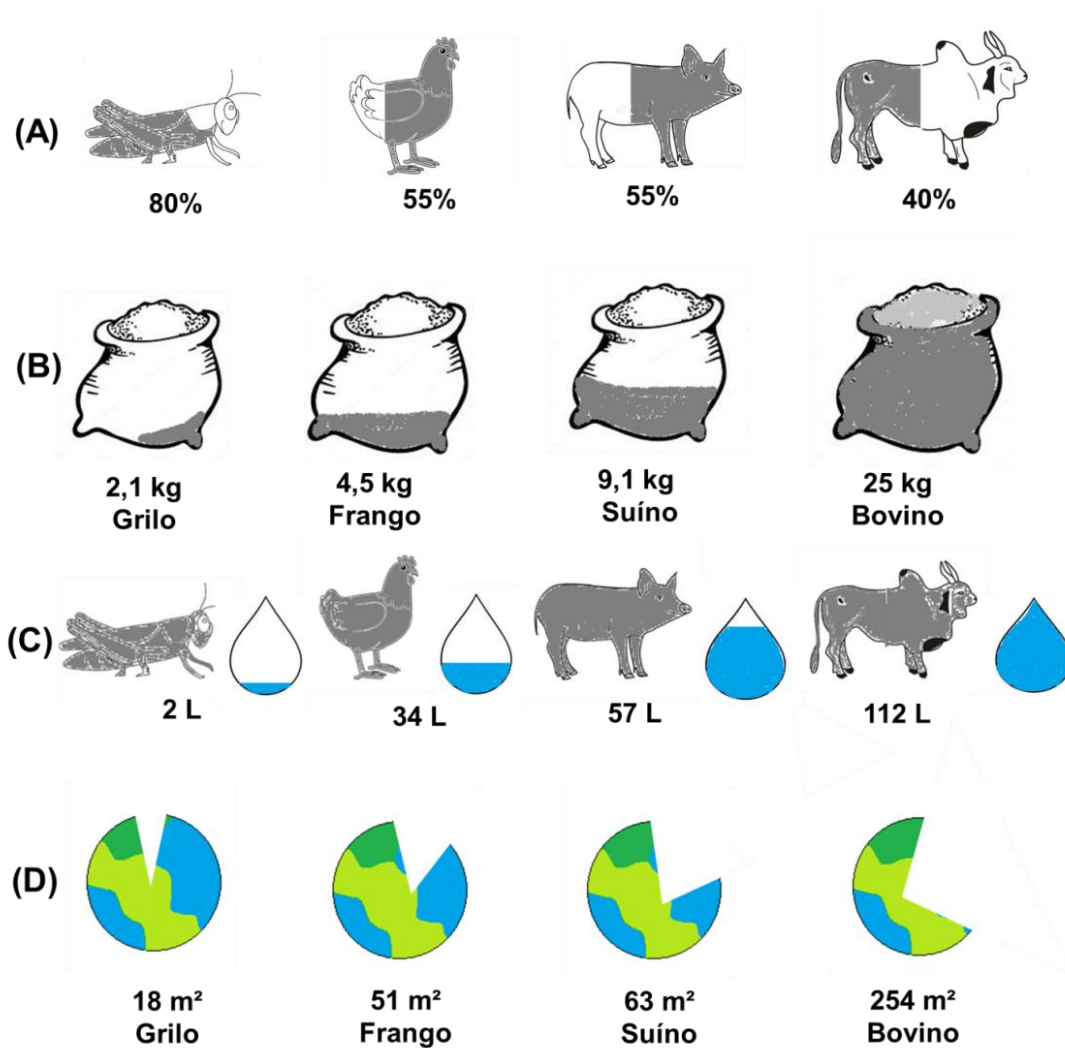 (A)
80%
55%
55%
40%
(B)
2,1 kg
Grilo
4,5 kg
Frango
9,1 kg
Suíno
25 kg
Bovino
(C)
2 L
34 L
57 L
112 L
(D)
18 m²
Grilo
51 m²
Frango
63 m²
Suíno
254 m²
Bovino